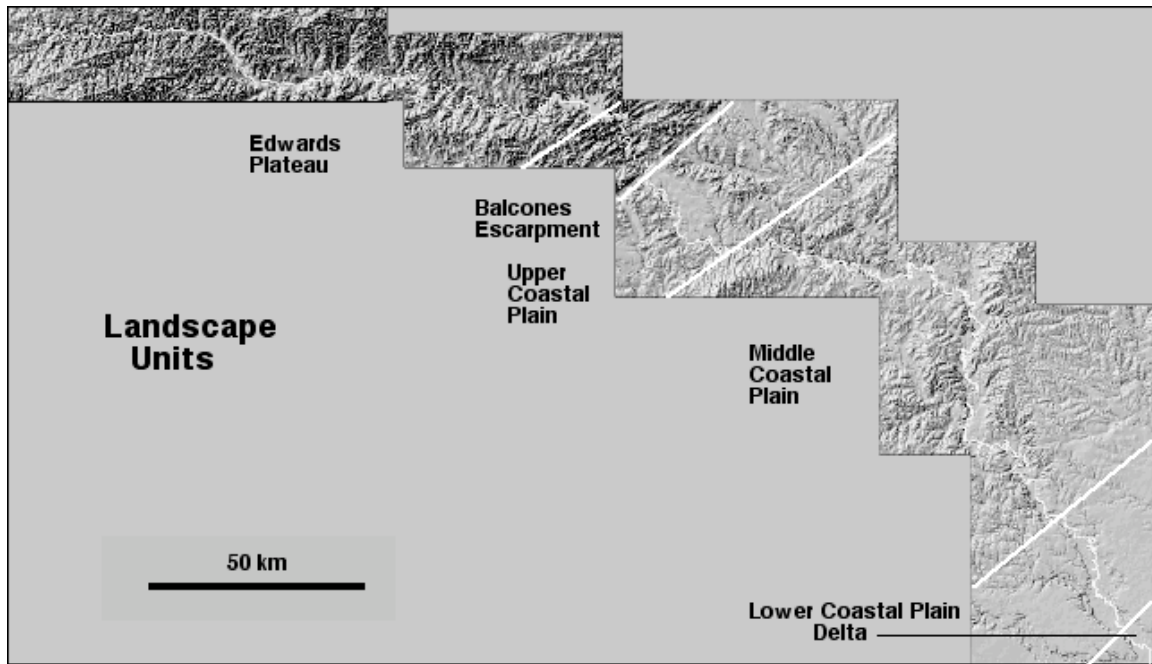 Edwards
Plateau
Balcones
Escarpment
Upper
Coastal
Plain
Landscape
Units
Middle
Coastal
Plain
50 km
Lower Coastal Plain
Delta